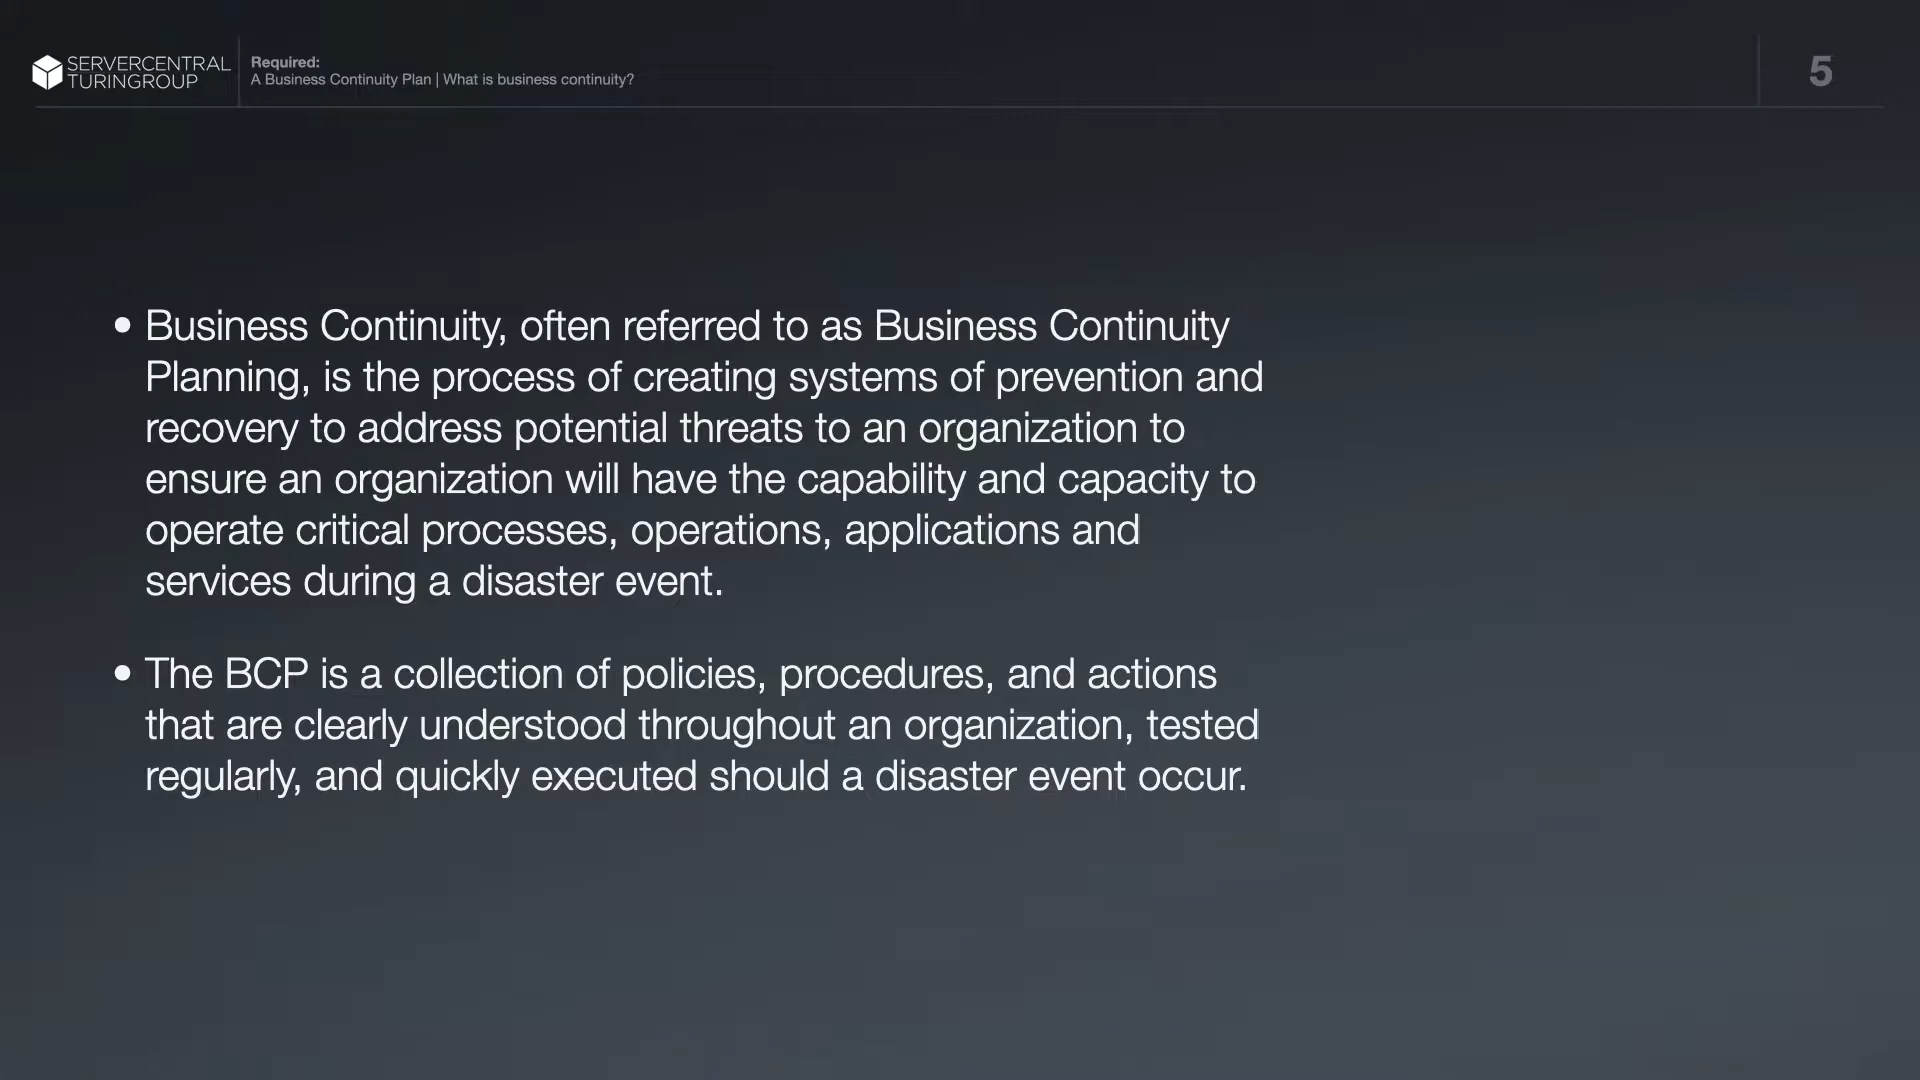 SERVERCENTRAL
TURINGROUP
Required:
A Business Continuity Plan | What is business continuity?
5
• Business Continuity, often referred to as Business Continuity
Planning, is the process of creating systems of prevention and
recovery to address potential threats to an organization to
ensure an organization will have the capability and capacity to
operate critical processes, operations, applications and
services during a disaster event.
• The BCP is a collection of policies, procedures, and actions
that are clearly understood throughout an organization, tested
regularly, and quickly executed should a disaster event occur.